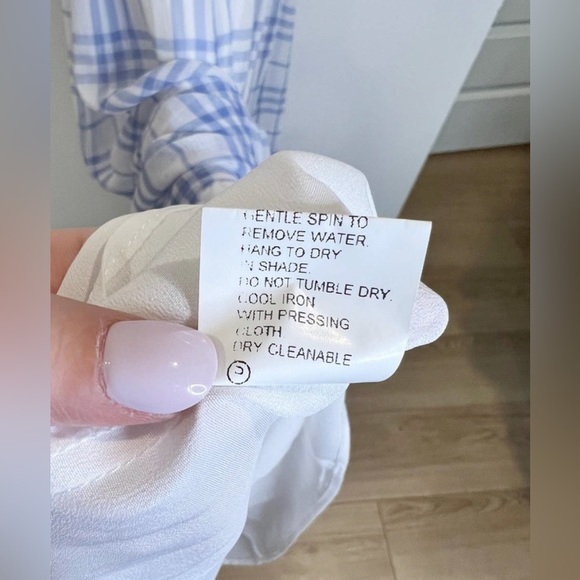 GENTLE SPIN TO
REMOVE WATER.
HANG TO DRY
IN SHADE.
DO NOT TUMBLE DRY.
COOL IRON
WITH PRESSING
CLOTH
DRY CLEANABLE